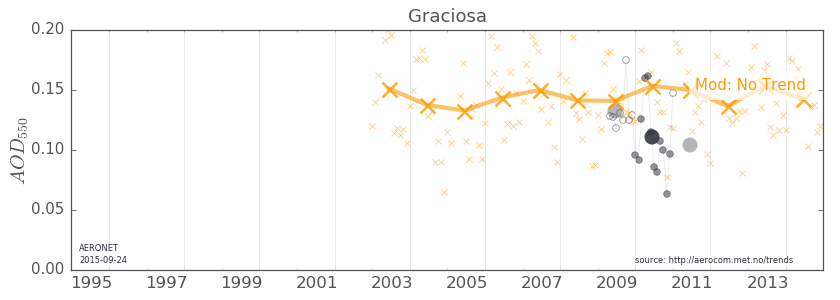 Graciosa
0.20
0.15
0.10
0.05
0.00
AOD550
Mod: No Trend
AERONET
2015-09-24
source: http://aerocom.met.no/trends
1995 1997 1999 2001 2003 2005 2007 2009 2011 2013